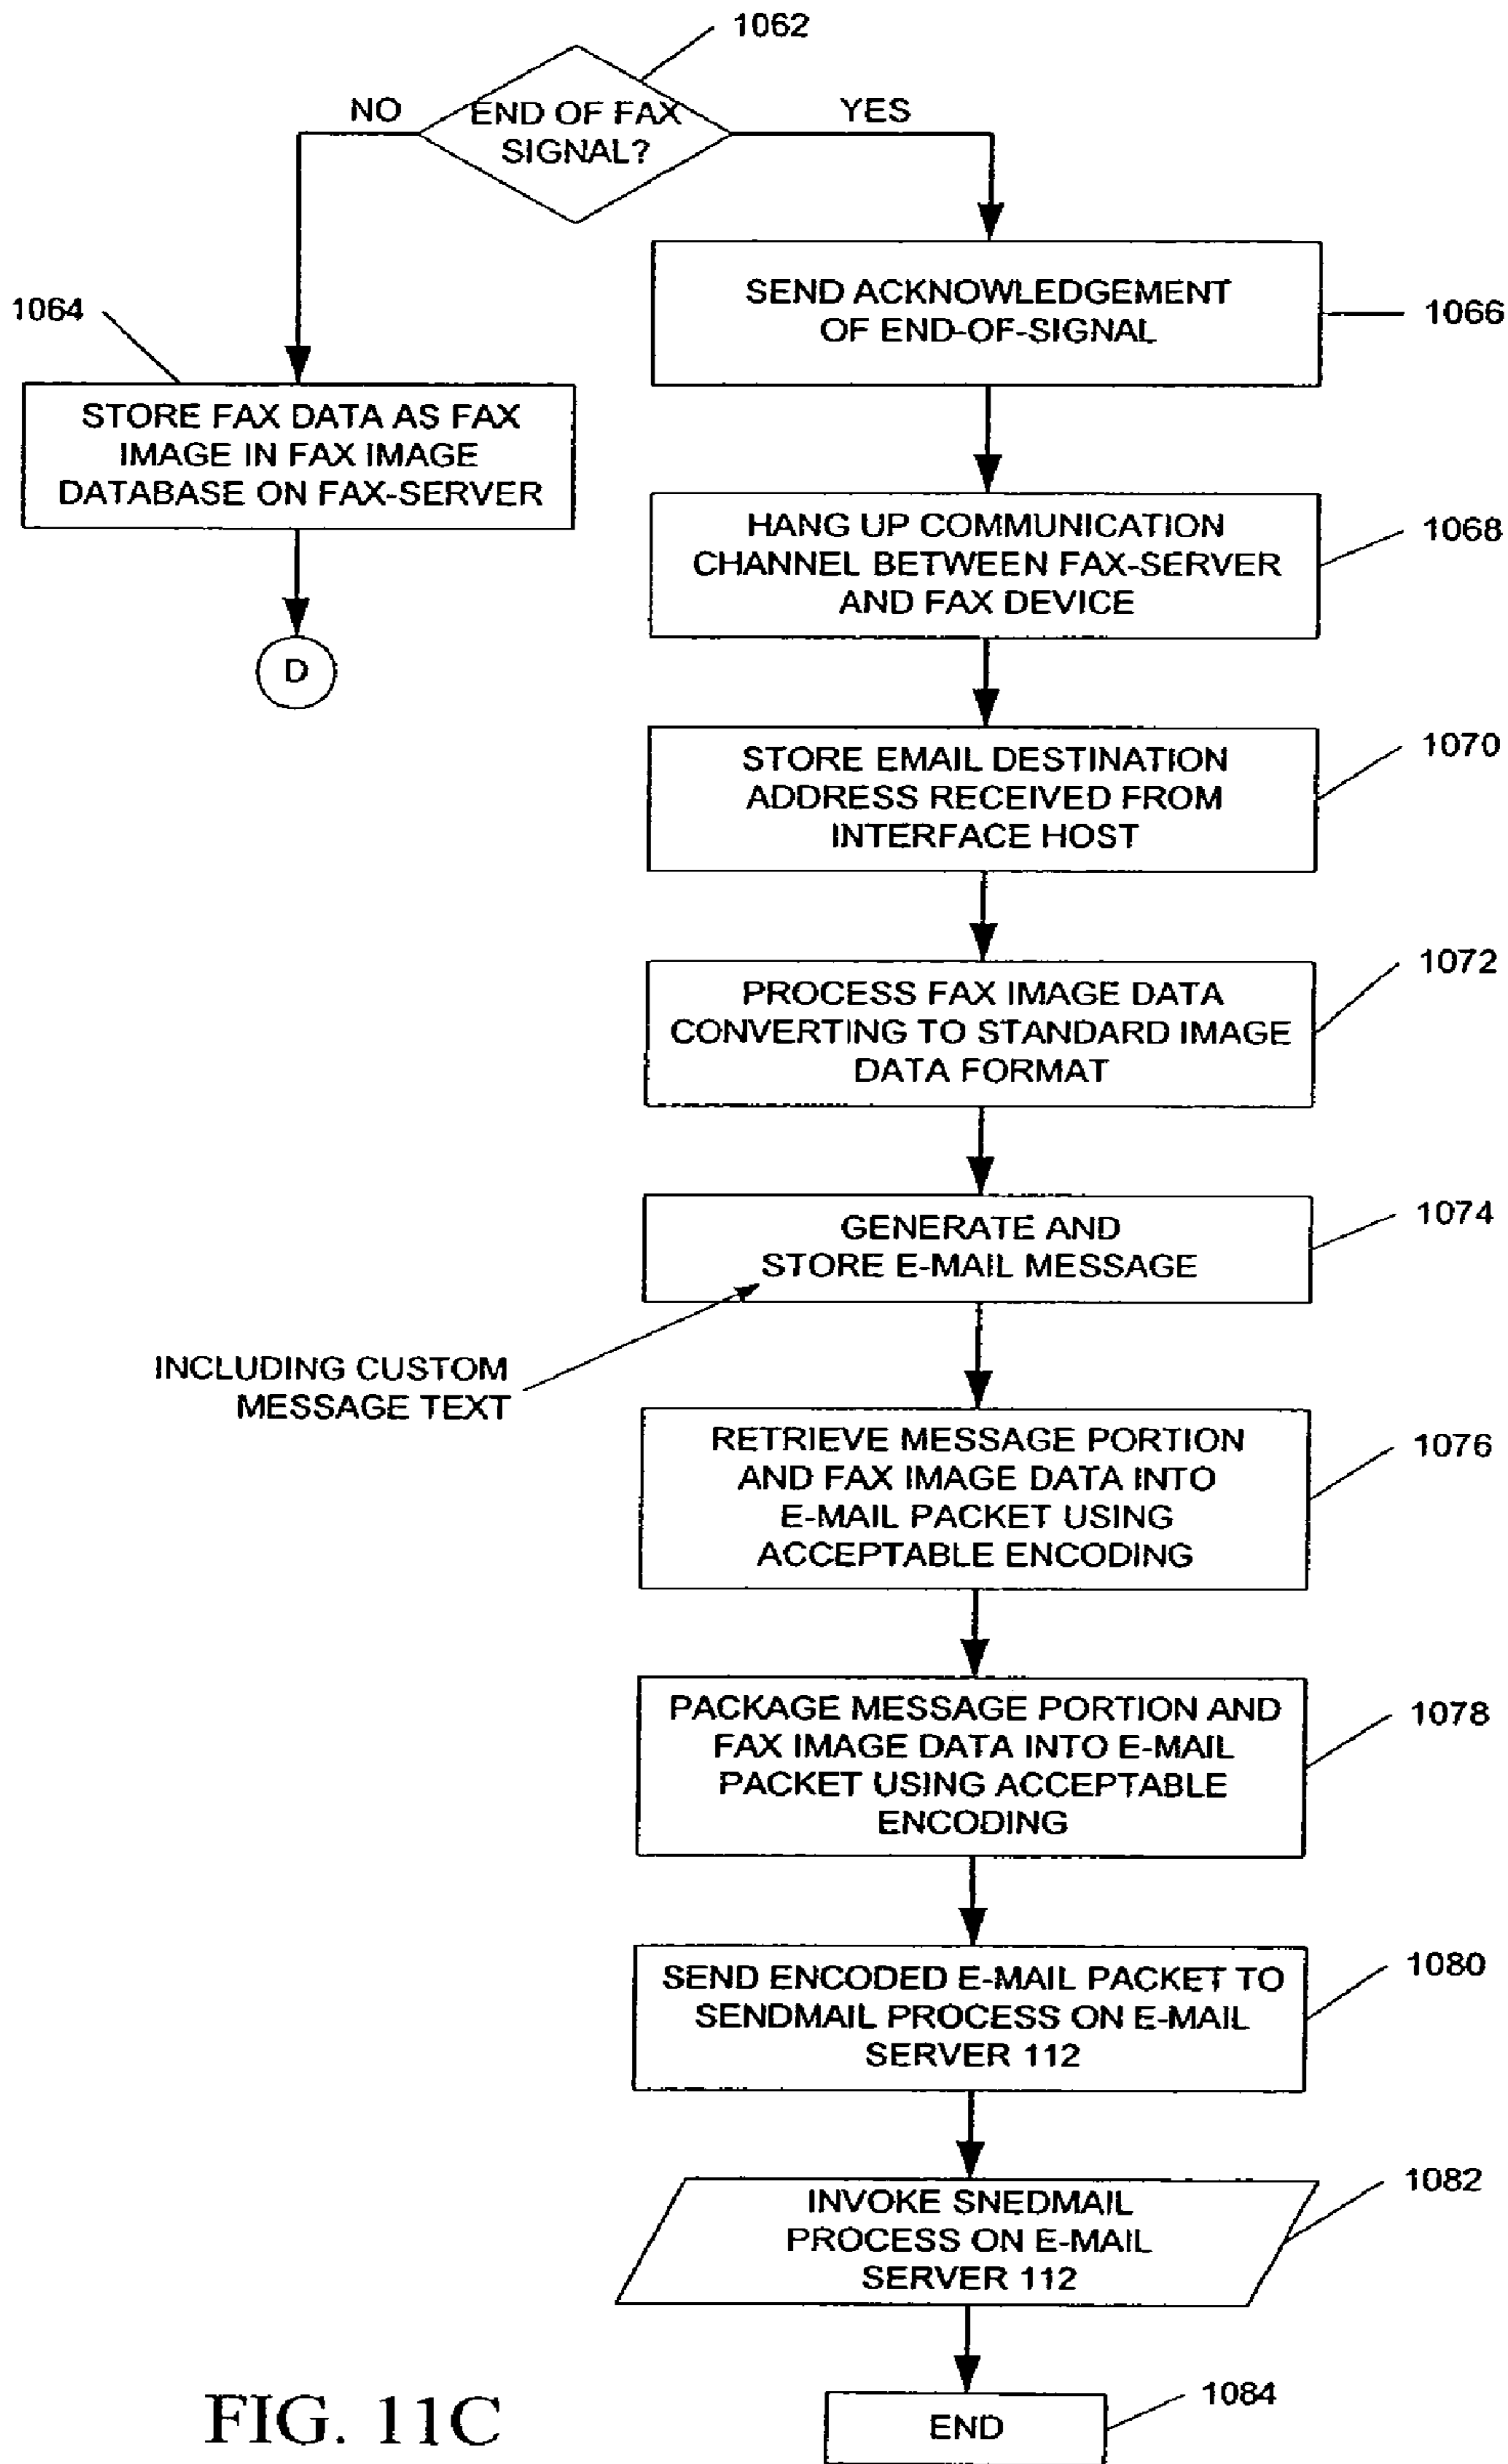 1062
NO
END OF FAX
SIGNAL?
YES
SEND ACKNOWLEDGEMENT
OF END-OF-SIGNAL
1066
1064
STORE FAX DATA AS FAX
IMAGE IN FAX IMAGE
DATABASE ON FAX-SERVER
HANG UP COMMUNICATION
CHANNEL BETWEEN FAX-SERVER
AND FAX DEVICE
1068
D
STORE EMAIL DESTINATION
ADDRESS RECEIVED FROM
INTERFACE HOST
1070
PROCESS FAX IMAGE DATA
CONVERTING TO STANDARD IMAGE
DATA FORMAT
1072
GENERATE AND
STORE E-MAIL MESSAGE
1074
INCLUDING CUSTOM
MESSAGE TEXT
RETRIEVE MESSAGE PORTION
AND FAX IMAGE DATA INTO
E-MAIL PACKET USING
ACCEPTABLE ENCODING
1076
PACKAGE MESSAGE PORTION AND
FAX IMAGE DATA INTO E-MAIL
PACKET USING ACCEPTABLE
ENCODING
1078
SEND ENCODED E-MAIL PACKET TO
SENDMAIL PROCESS ON E-MAIL
SERVER 112
1080
INVOKE SNEDMAIL
PROCESS ON E-MAIL
SERVER 112
1082
END
1084
FIG. 11C